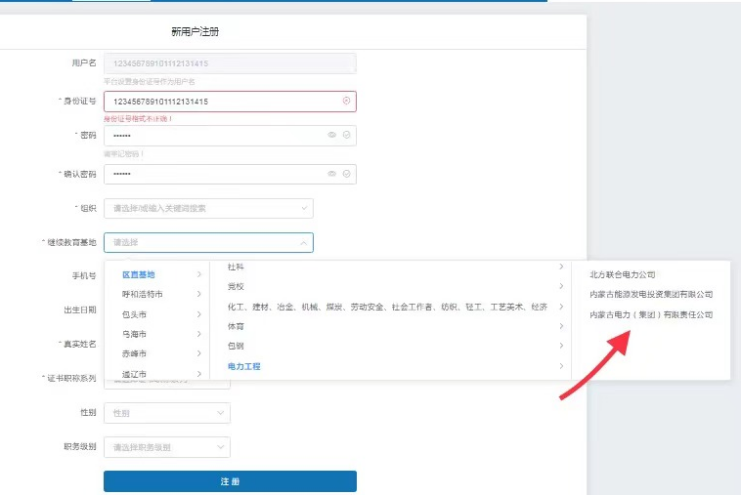 新用户注册
用户名
123456789101112131415
平台设置身份证号作为用户名
*身份证号
123456789101112131415
身份证号格式不正确！
*密码
••••••
请牢记密码！
*确认密码
••••••
*组织
请选择/或输入关键词搜索
*继续教育基地
请选择
手机号
区直基地
社科
北方联合电力公司
呼和浩特市
党校
内蒙古能源发电投资集团有限公司
出生日期
包头市
化工、建材、冶金、机械、煤炭、劳动安全、社会工作者、纺织、轻工、工艺美术、经济
内蒙古电力（集团）有限责任公司
乌海市
体育
*真实姓名
赤峰市
包钢
通辽市
电力工程
*证书职称系列
性别
性别
职务级别
请选择职务级别
注册